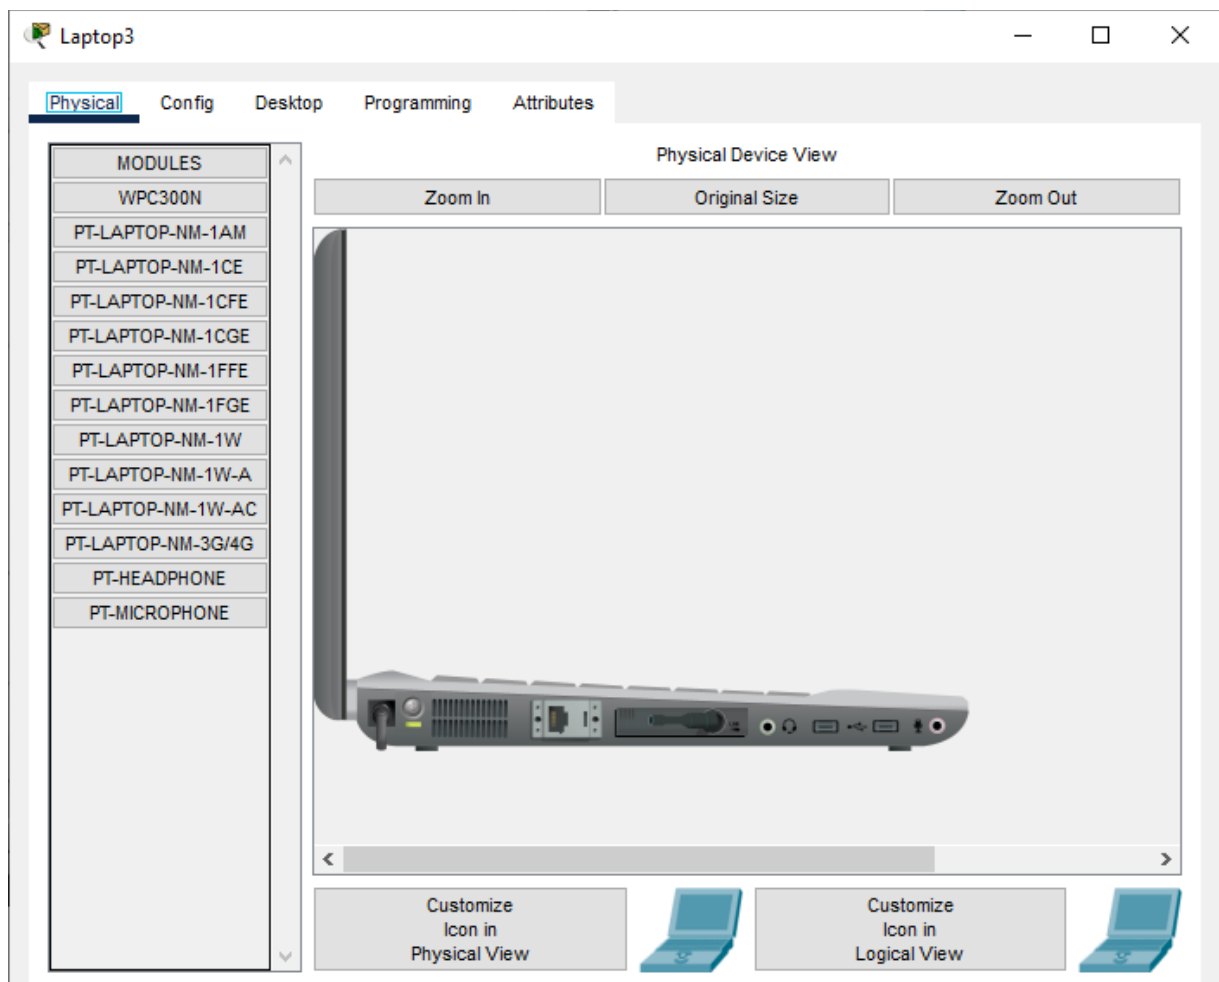 Laptop3
Physical Config Desktop Programming Attributes
MODULES
WPC300N
PT-LAPTOP-NM-1AM
PT-LAPTOP-NM-1CE
PT-LAPTOP-NM-1CFE
PT-LAPTOP-NM-1CGE
PT-LAPTOP-NM-1FFE
PT-LAPTOP-NM-1FGE
PT-LAPTOP-NM-1W
PT-LAPTOP-NM-1W-A
PT-LAPTOP-NM-1W-AC
PT-LAPTOP-NM-3G/4G
PT-HEADPHONE
PT-MICROPHONE
Physical Device View
Zoom In Original Size Zoom Out
Customize
Icon in
Physical View
Customize
Icon in
Logical View